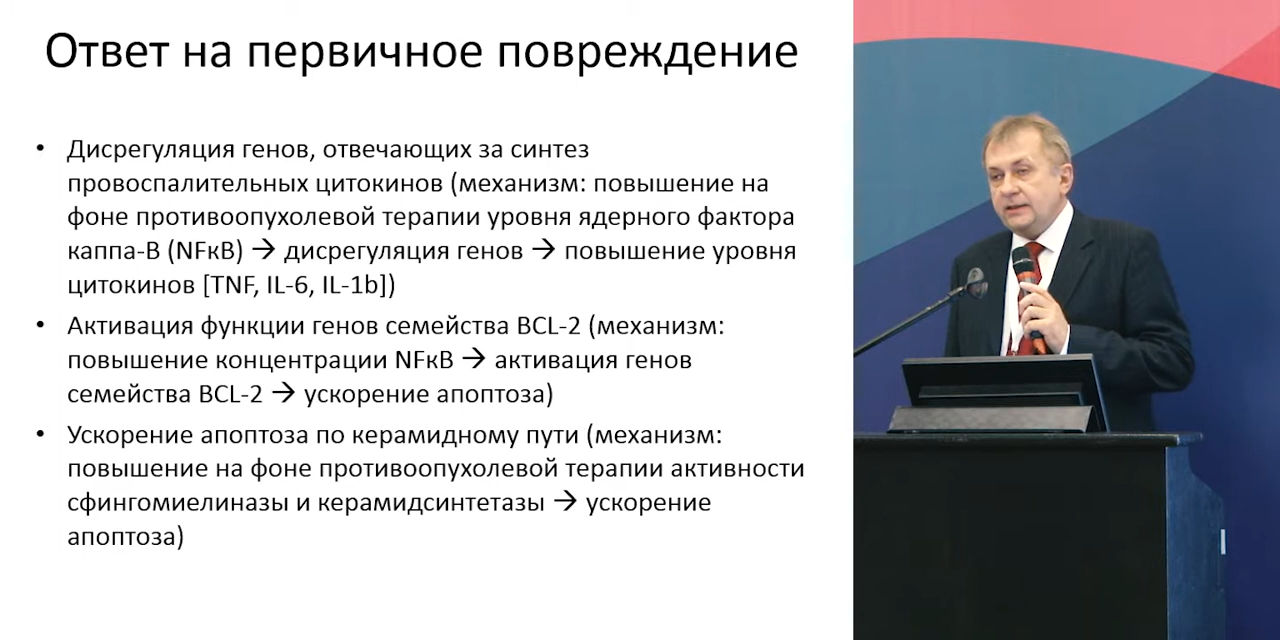 Ответ на первичное повреждение
• Дисрегуляция генов, отвечающих за синтез
провоспалительных цитокинов (механизм: повышение на
фоне противоопухолевой терапии уровня ядерного фактора
каппа-B (NFκB) → дисрегуляция генов → повышение уровня
цитокинов [TNF, IL-6, IL-1b])
• Активация функции генов семейства BCL-2 (механизм:
повышение концентрации NFκB → активация генов
семейства BCL-2 → ускорение апоптоза)
• Ускорение апоптоза по керамидному пути (механизм:
повышение на фоне противоопухолевой терапии активности
сфингомиелиназы и керамидсинтетазы → ускорение
апоптоза)